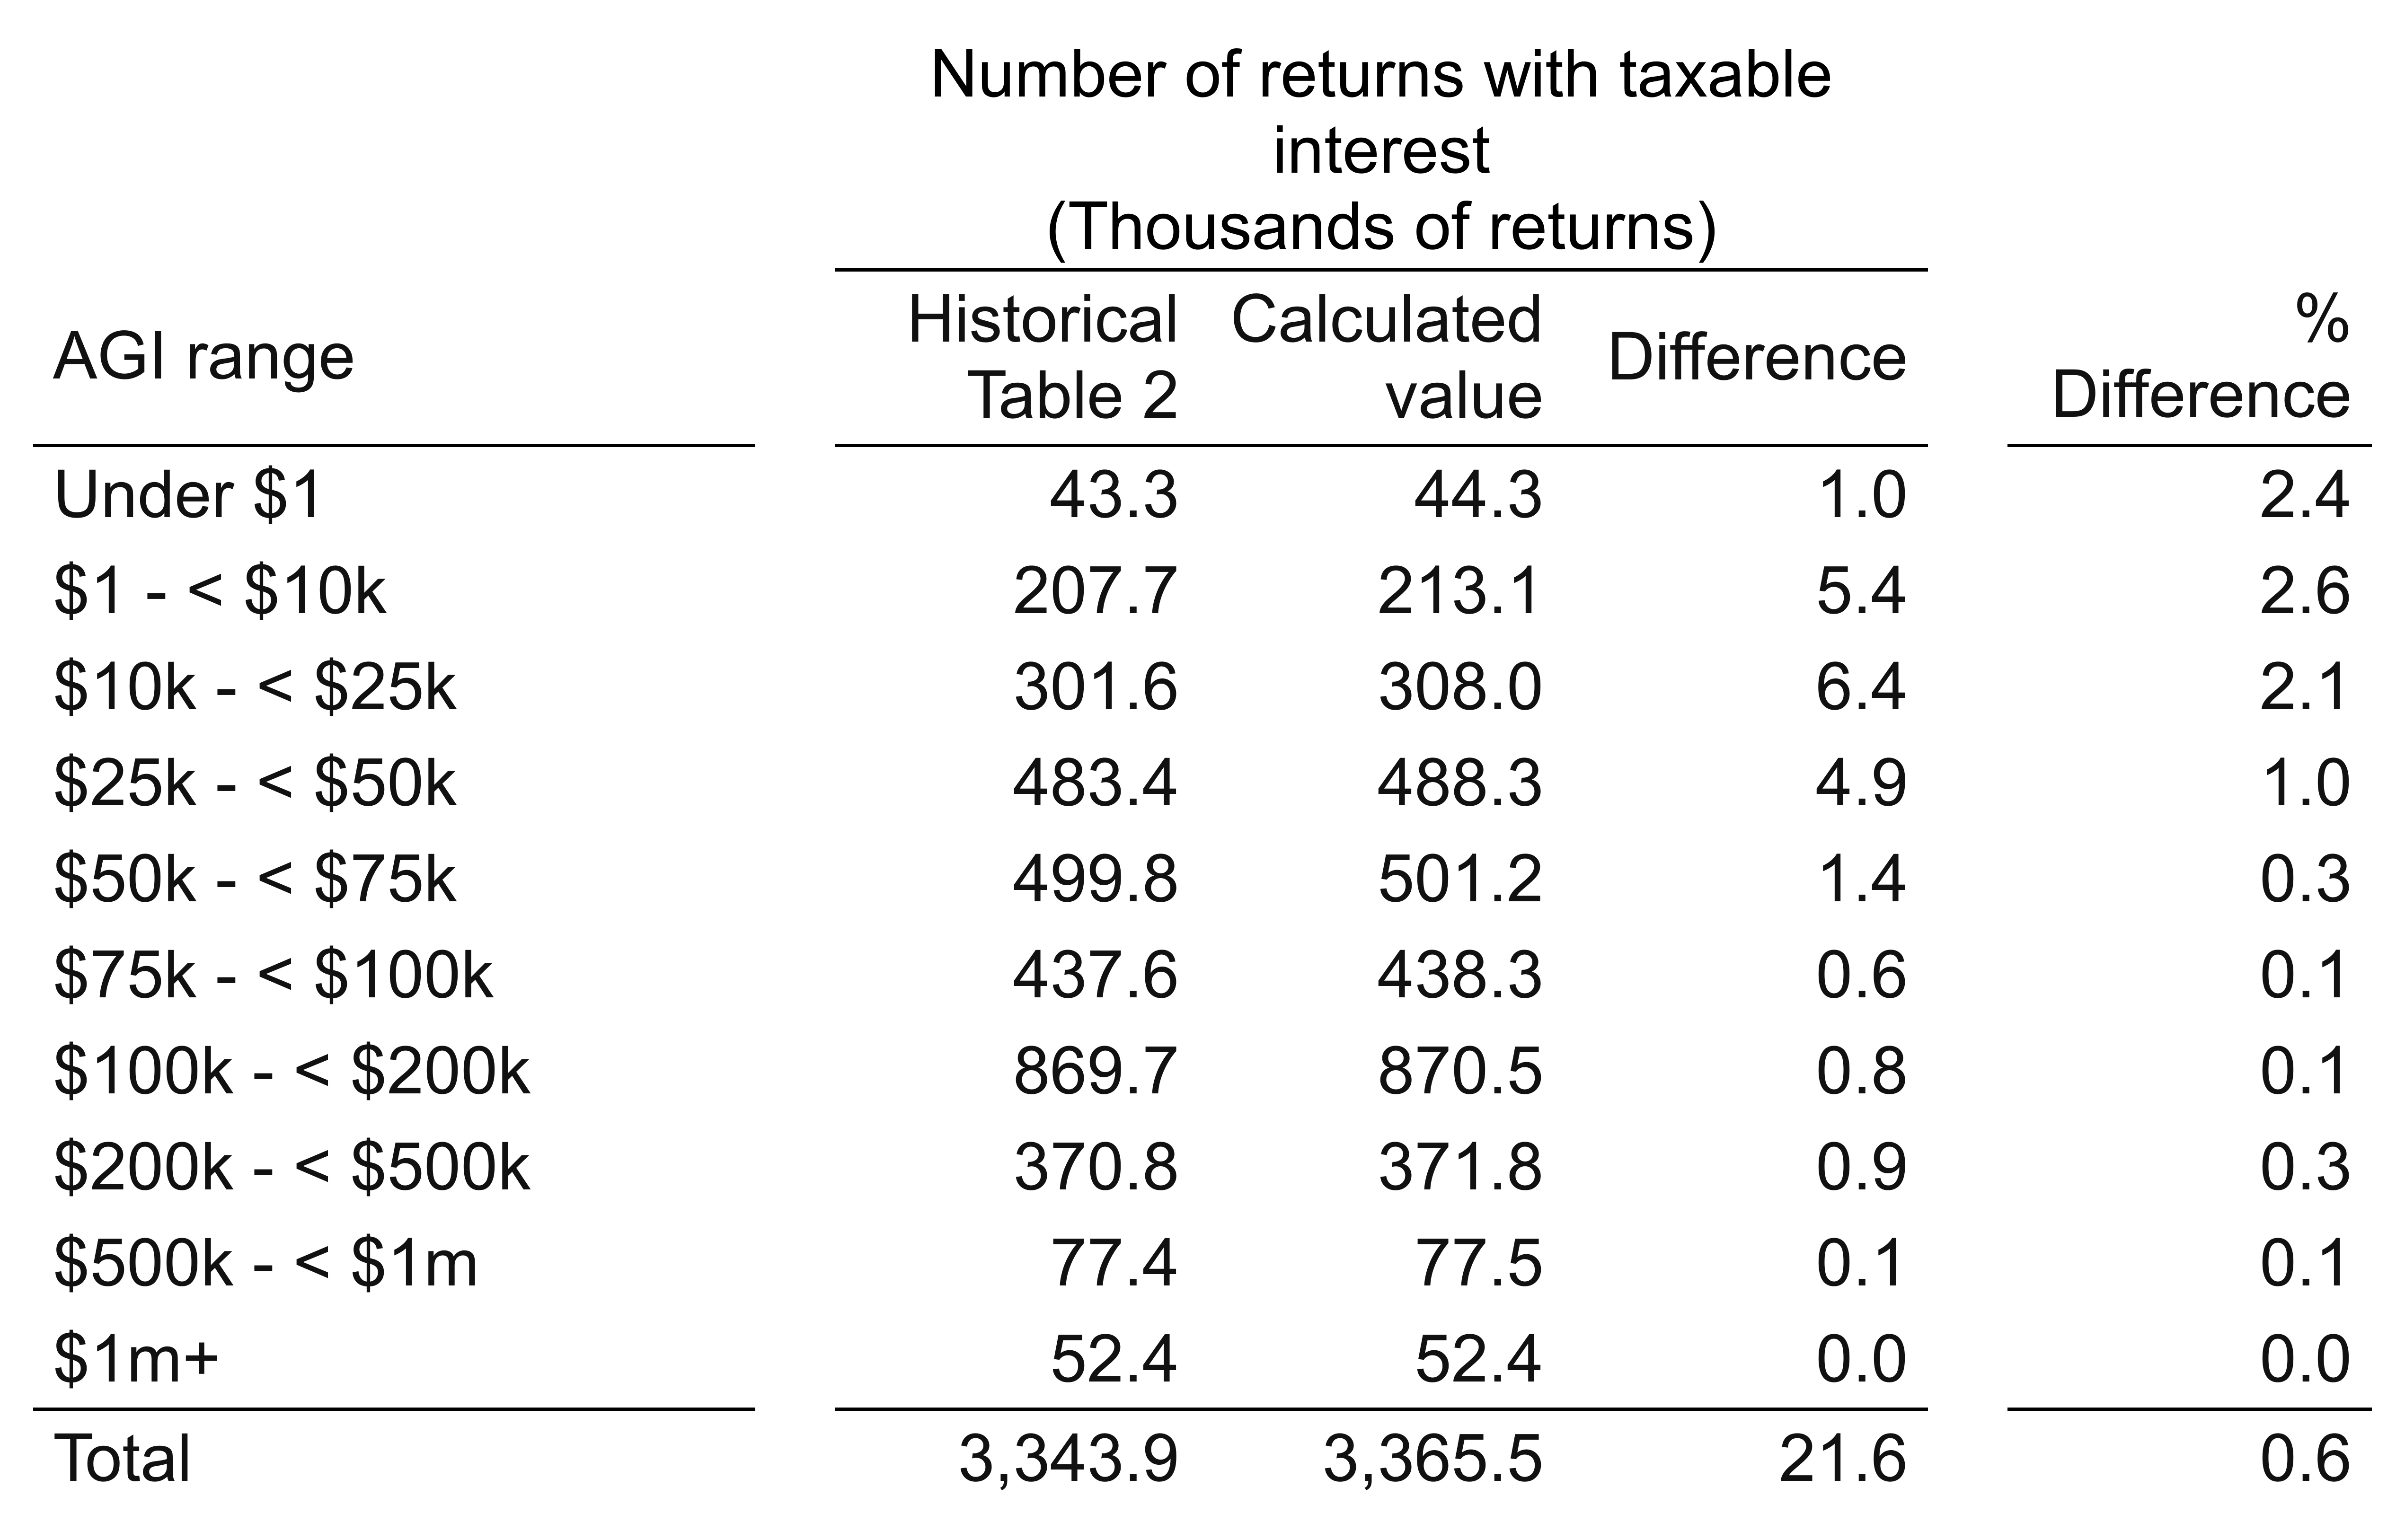 Number of returns with taxable
interest
(Thousands of returns)
AGI range
Historical
Table 2
Calculated
value
Difference
%
Difference
Under $1 43.3 44.3 1.0 2.4
$1 - < $10k 207.7 213.1 5.4 2.6
$10k - < $25k 301.6 308.0 6.4 2.1
$25k - < $50k 483.4 488.3 4.9 1.0
$50k - < $75k 499.8 501.2 1.4 0.3
$75k - < $100k 437.6 438.3 0.6 0.1
$100k - < $200k 869.7 870.5 0.8 0.1
$200k - < $500k 370.8 371.8 0.9 0.3
$500k - < $1m 77.4 77.5 0.1 0.1
$1m+ 52.4 52.4 0.0 0.0
Total 3,343.9 3,365.5 21.6 0.6